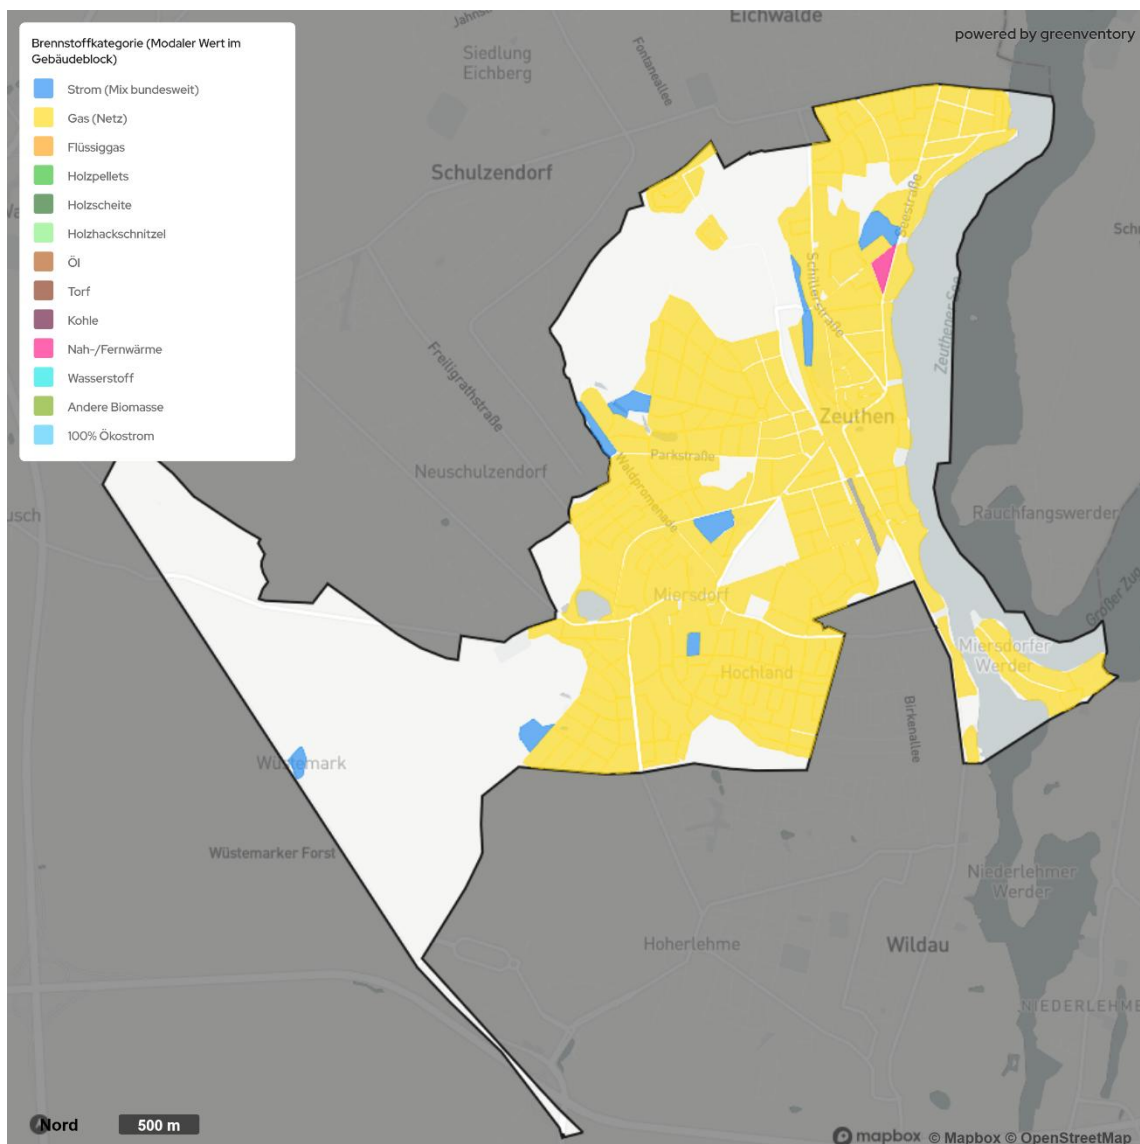 Brennstoffkategorie (Modaler Wert im
Gebäudeblock)
Strom (Mix bundesweit)
Gas (Netz)
Flüssiggas
Holzpellets
Holzscheite
Holzhackschnitzel
Öl
Torf
Kohle
Nah-/Fernwärme
Wasserstoff
Andere Biomasse
100% Ökostrom
Eichwalde
powered by greenventory
Siedlung
Eichberg
Fontaneallee
Schulzendorf
Seestraße
Schillerstraße
Zeuthener See
Freiligrathstraße
Zeuthen
Parkstraße
Neuschulzendorf
Waldpromenade
Rauchfangswerder
Miersdorf
Großer Zug
Miersdorfer
Werder
Hochland
Birkenallee
Wüstemark
Wüstemarker Forst
Niederlehmer
Werder
Hoherlehme
Wildau
NIEDERLEHME
Nord
500 m
mapbox © Mapbox © OpenStreetMap